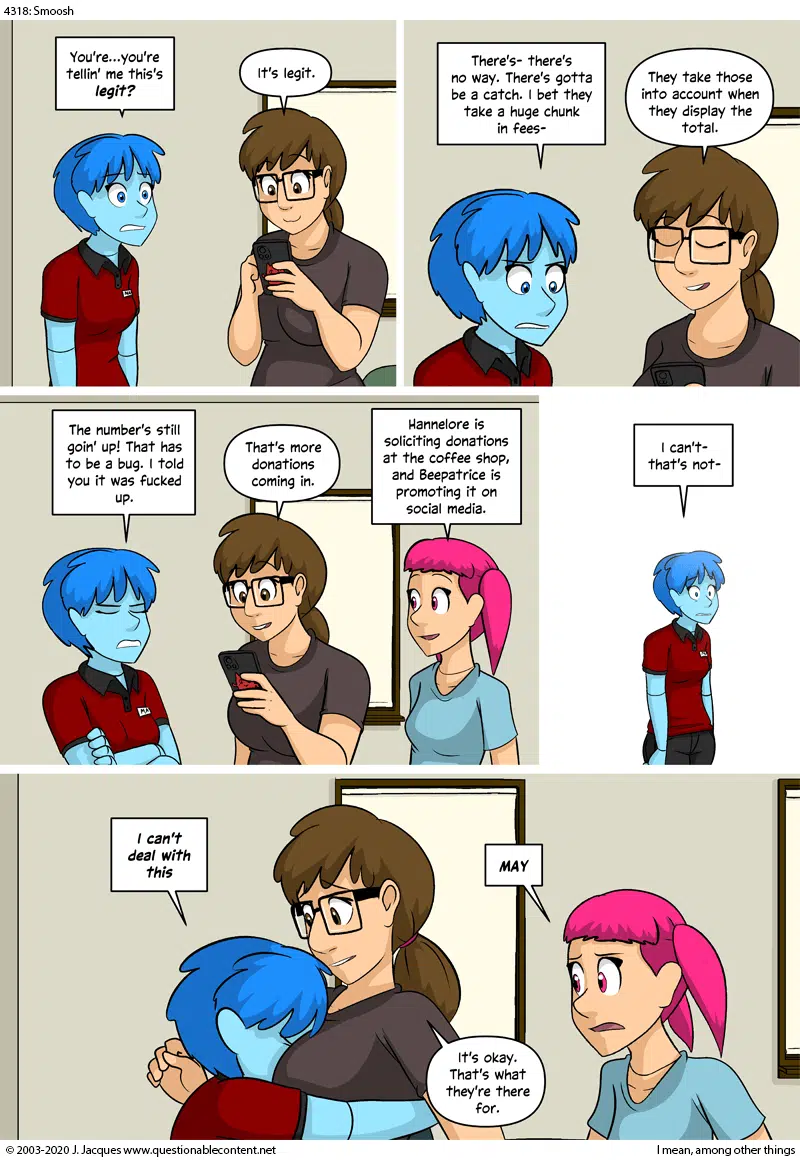 4318: Smoosh
You're...you're
tellin' me this's
legit?
It's legit.
There's- there's
no way. There's gotta
be a catch. I bet they
take a huge chunk
in fees-
They take those
into account when
they display the
total.
The number's still
goin' up! That has
to be a bug. I told
you it was fucked
up.
That's more
donations
coming in.
Hannelore is
soliciting donations
at the coffee shop,
and Beepatrice is
promoting it on
social media.
I can't-
that's not-
I can't
deal with
this
MAY
It's okay.
That's what
they're there
for.
© 2003-2020 J. Jacques www.questionablecontent.net
I mean, among other things